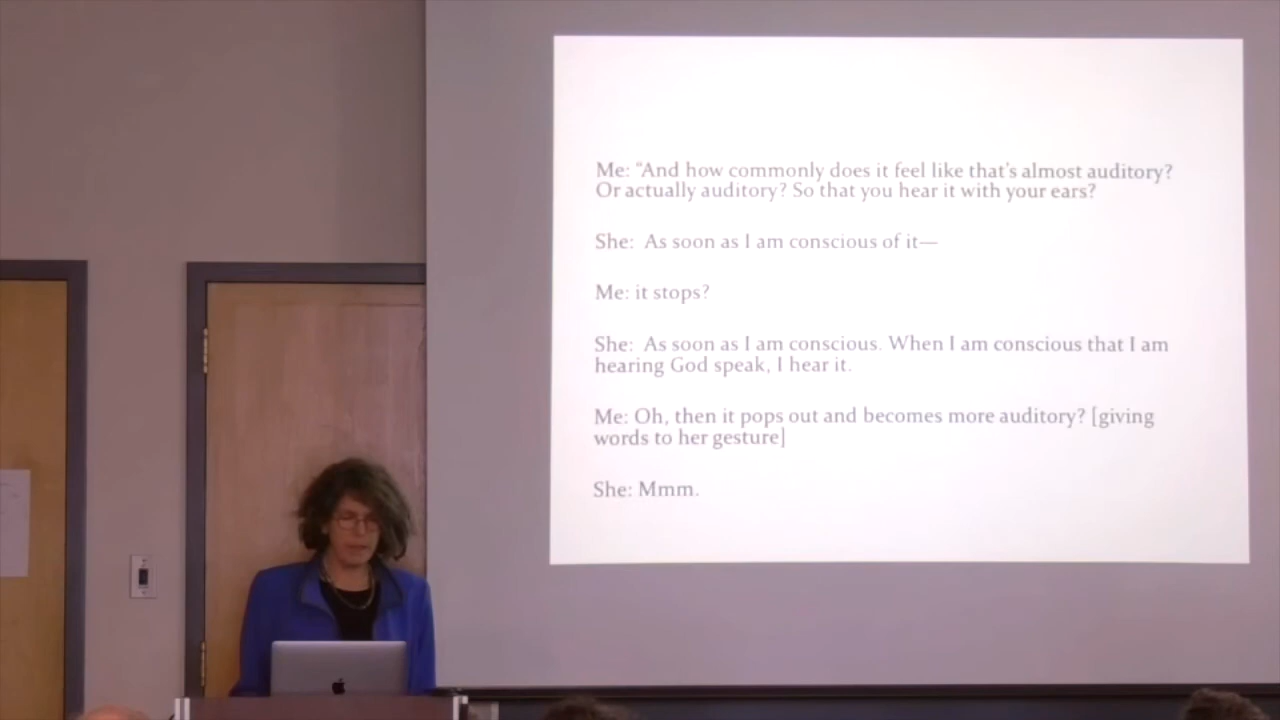 Me: “And how commonly does it feel like that’s almost auditory?
Or actually auditory? So that you hear it with your ears?
She:  As soon as I am conscious of it—
Me: it stops?
She:  As soon as I am conscious. When I am conscious that I am
hearing God speak, I hear it.
Me: Oh, then it pops out and becomes more auditory? [giving
words to her gesture]
She: Mmm.